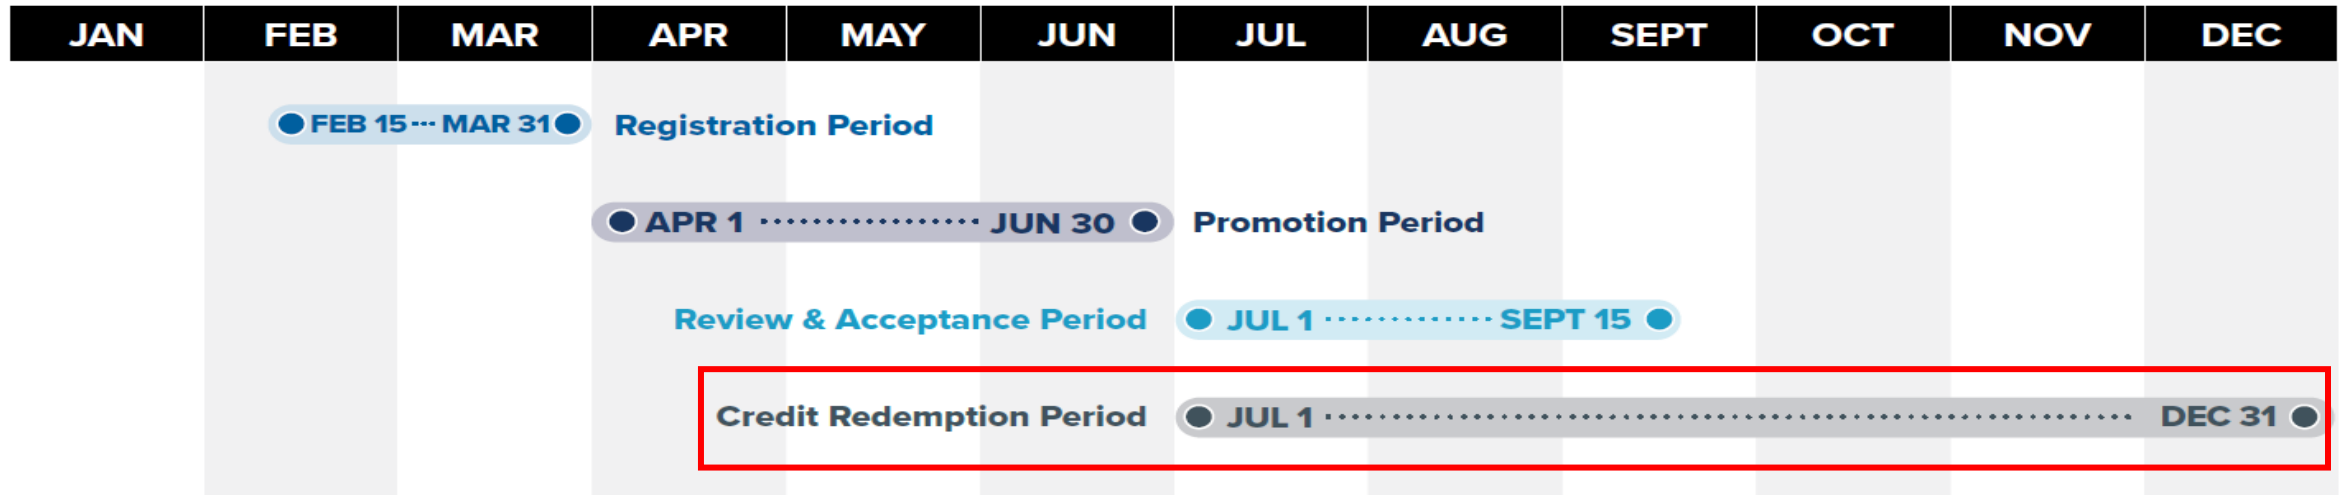 JAN FEB MAR APR MAY JUN JUL AUG SEPT OCT NOV DEC
FEB 15 MAR 31 Registration Period
APR 1 JUN 30 Promotion Period
Review & Acceptance Period JUL 1 SEPT 15
Credit Redemption Period JUL 1 DEC 31